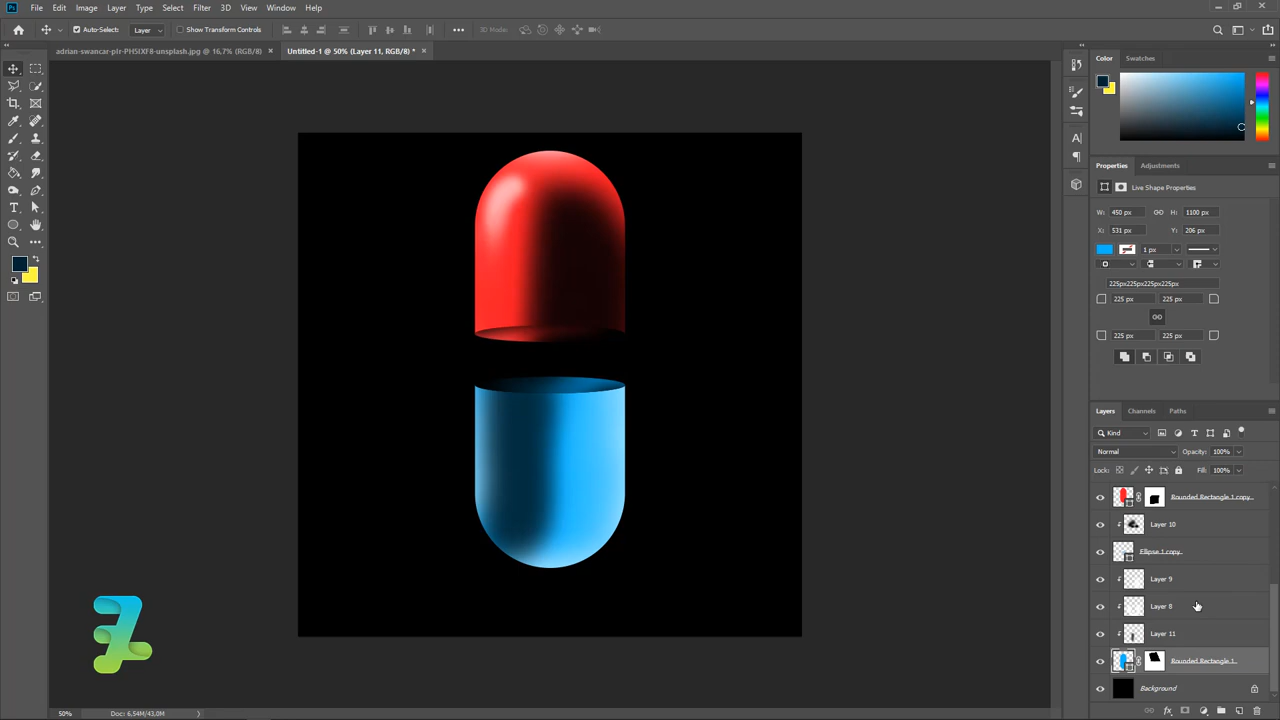 Ps File Edit Image Layer Type Select Filter 3D View Window Help
Layer Show Transform Controls 3D Mode:
adrian-swancar-plr-PH5IXF8-unsplash.jpg @ 16,7% (RGB/8) Untitled-1 @ 50% (Layer 11, RGB/8) *
Color Swatches
Properties Adjustments
Live Shape Properties
W: 450 px H: 1100 px
X: 531 px Y: 206 px
1 px
225px225px225px225px
225 px 225 px
225 px 225 px
Layers Channels Paths
Kind
Normal Opacity: 100%
Lock: Fill: 100%
Rounded Rectangle 1 copy
Layer 10
Ellipse 1 copy
Layer 9
Layer 8
Layer 11
Rounded Rectangle 1
Background
50% Doc: 6,54M/43,0M